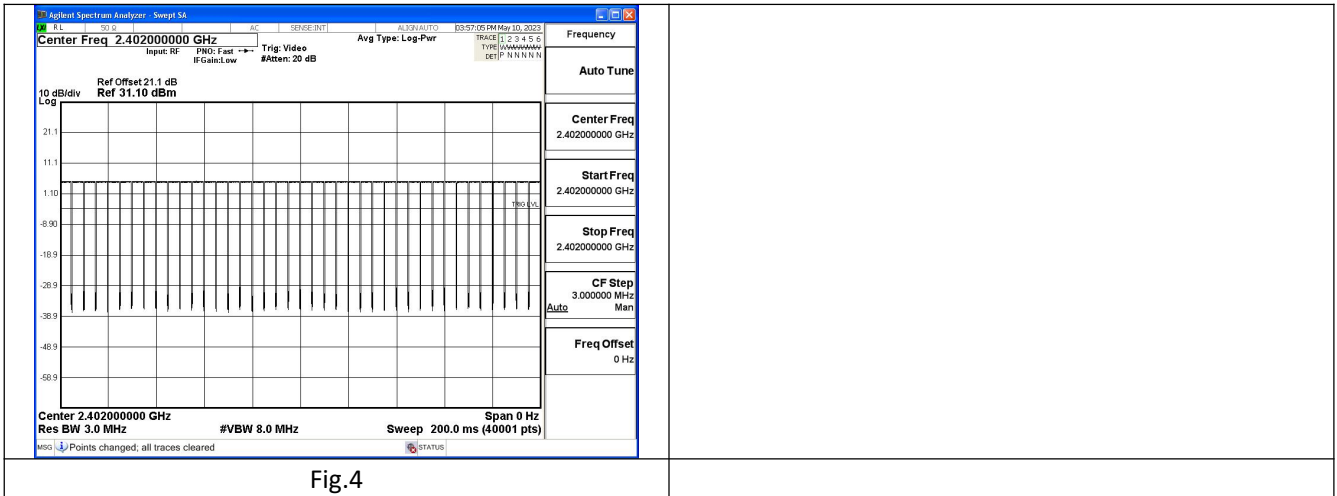 Agilent Spectrum Analyzer - Swept SA
RL 50 Ω AC SENSE:INT ALIGN AUTO 03:57:05 PM May 10, 2023
Center Freq 2.402000000 GHz
Input: RF
PNO: Fast
IFGain:Low
Trig: Video
#Atten: 20 dB
Avg Type: Log-Pwr
TRACE 1 2 3 4 5 6
TYPE
DET P N N N N N
Ref Offset 21.1 dB
10 dB/div Ref 31.10 dBm
Log
21.1
11.1
1.10
TRIG LVL
-8.90
-18.9
-28.9
-38.9
-48.9
-58.9
Center 2.402000000 GHz Span 0 Hz
Res BW 3.0 MHz #VBW 8.0 MHz Sweep 200.0 ms (40001 pts)
MSG Points changed; all traces cleared STATUS
Frequency
Auto Tune
Center Freq
2.402000000 GHz
Start Freq
2.402000000 GHz
Stop Freq
2.402000000 GHz
CF Step
3.000000 MHz
Auto Man
Freq Offset
0 Hz
Fig.4